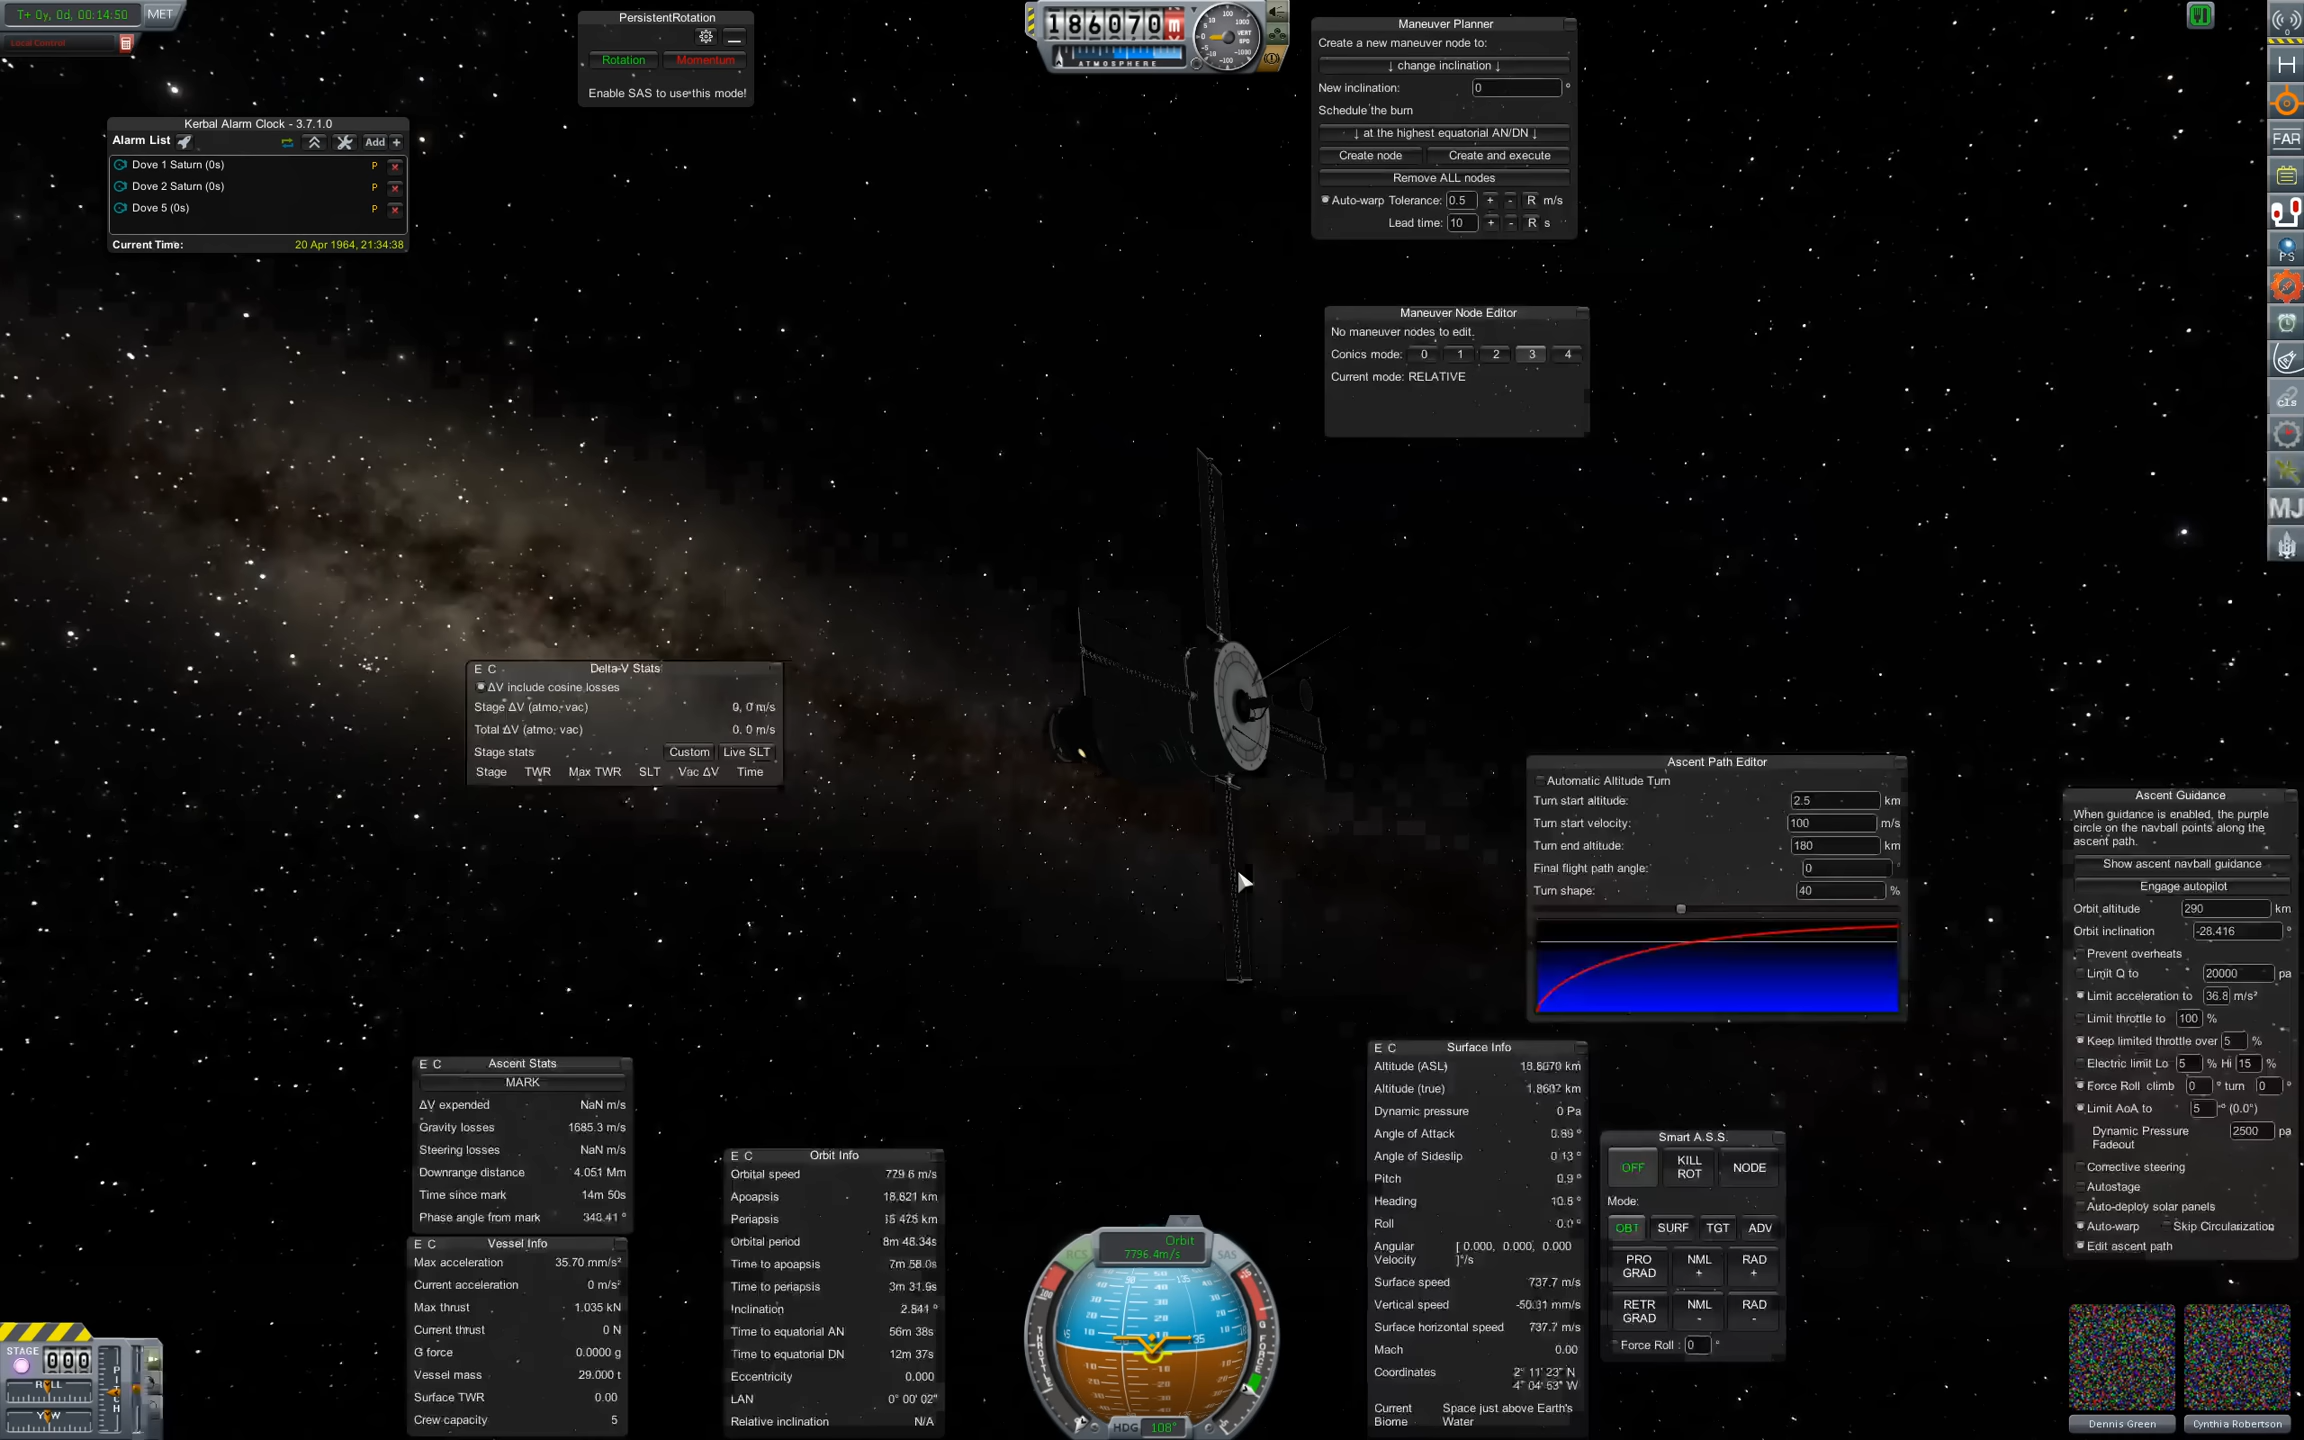 T+ 0y, 0d, 00:14:50 MET
Local Control
PersistentRotation
Rotation Momentum
Enable SAS to use this mode!
Kerbal Alarm Clock - 3.7.1.0
Alarm List Add +
Dove 1 Saturn (0s) P
Dove 2 Saturn (0s) P
Dove 5 (0s) P
Current Time: 20 Apr 1964, 21:34:38
186070 m
ATMOSPHERE
Maneuver Planner
Create a new maneuver node to:
↓ change inclination ↓
New inclination: 0 °
Schedule the burn
↓ at the highest equatorial AN/DN ↓
Create node Create and execute
Remove ALL nodes
Auto-warp Tolerance: 0.5 + - R m/s
Lead time: 10 + - R s
Maneuver Node Editor
No maneuver nodes to edit.
Conics mode: 0 1 2 3 4
Current mode: RELATIVE
H
FAR
PS
cls
MJ
E C Delta-V Stats
ΔV include cosine losses
Stage ΔV (atmo, vac) 0, 0 m/s
Total ΔV (atmo, vac) 0, 0 m/s
Stage stats Custom Live SLT
Stage TWR Max TWR SLT Vac ΔV Time
Ascent Path Editor
Automatic Altitude Turn
Turn start altitude: 2.5 km
Turn start velocity: 100 m/s
Turn end altitude: 180 km
Final flight path angle: 0
Turn shape: 40 %
Ascent Guidance
When guidance is enabled, the purple
circle on the navball points along the
ascent path.
Show ascent navball guidance
Engage autopilot
Orbit altitude 290 km
Orbit inclination -28.416 °
Prevent overheats
Limit Q to 20000 pa
Limit acceleration to 36.8 m/s²
Limit throttle to 100 %
Keep limited throttle over 5 %
Electric limit Lo 5 % Hi 15 %
Force Roll climb 0 ° turn 0 °
Limit AoA to 5 ° (0.0°)
Dynamic Pressure 2500 pa
Fadeout
Corrective steering
Autostage
Auto-deploy solar panels
Auto-warp Skip Circularization
Edit ascent path
E C Ascent Stats
MARK
ΔV expended NaN m/s
Gravity losses 1685.3 m/s
Steering losses NaN m/s
Downrange distance 4.051 Mm
Time since mark 14m 50s
Phase angle from mark 348.41 °
E C Vessel Info
Max acceleration 35.70 mm/s²
Current acceleration 0 m/s²
Max thrust 1.035 kN
Current thrust 0 N
G force 0.0000 g
Vessel mass 29.000 t
Surface TWR 0.00
Crew capacity 5
E C Orbit Info
Orbital speed 779.6 m/s
Apoapsis 18.821 km
Periapsis km
Orbital period 8m 48.34s
Time to apoapsis 7m 58.0s
Time to periapsis 3m 31.9s
Inclination °
Time to equatorial AN 56m 38s
Time to equatorial DN 12m 37s
Eccentricity 0.000
LAN 0° 00' 02"
Relative inclination N/A
RCS SAS
Orbit
7796.4m/s
THROTTLE G FORCE
HDG 108°
E C Surface Info
Altitude (ASL) km
Altitude (true) km
Dynamic pressure 0 Pa
Angle of Attack °
Angle of Sideslip 0.13 °
Pitch 0.9 °
Heading °
Roll 0.0 °
Angular [ 0.000, 0.000, 0.000
Velocity ]°/s
Surface speed 737.7 m/s
Vertical speed mm/s
Surface horizontal speed 737.7 m/s
Mach 0.00
Coordinates 2° 11' 23" N
4° 04' 53" W
Current Space just above Earth's
Biome Water
Smart A.S.S.
OFF KILL ROT NODE
Mode:
OBT SURF TGT ADV
PRO GRAD NML + RAD +
RETR GRAD NML - RAD -
Force Roll : 0 °
STAGE 000
ROLL
YAW
PITCH
Dennis Green Cynthia Robertson